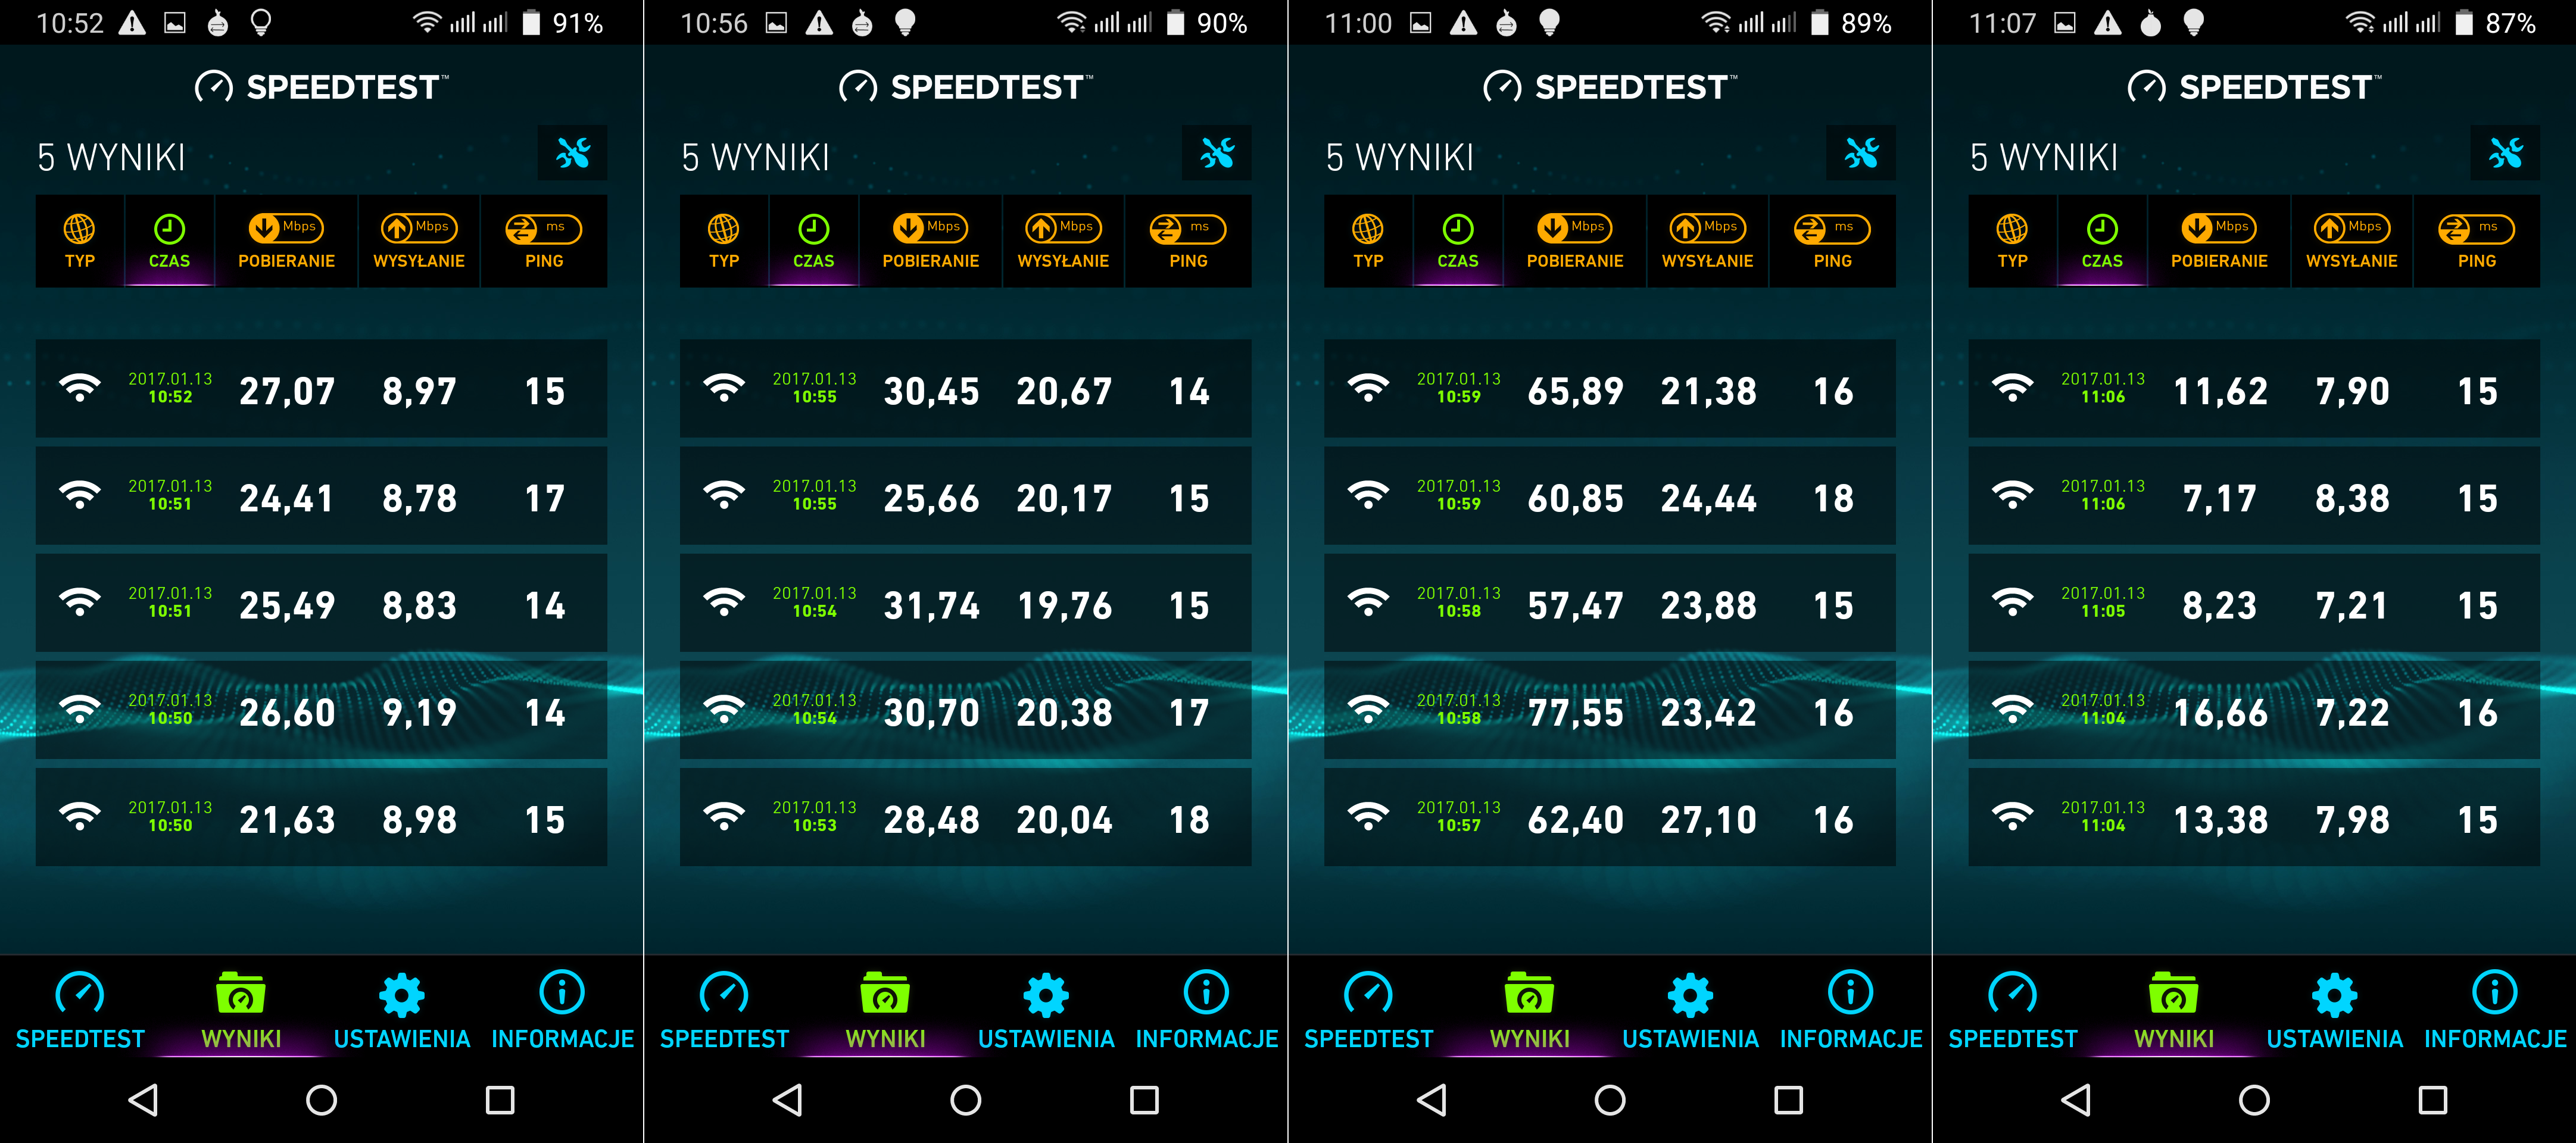 10:52 91%
SPEEDTEST™
5 WYNIKI
Mbps Mbps ms
TYP CZAS POBIERANIE WYSYŁANIE PING
2017.01.13
10:52 27,07 8,97 15
2017.01.13
10:51 24,41 8,78 17
2017.01.13
10:51 25,49 8,83 14
2017.01.13
10:50 26,60 9,19 14
2017.01.13
10:50 21,63 8,98 15
SPEEDTEST WYNIKI USTAWIENIA INFORMACJE
10:56 90%
SPEEDTEST™
5 WYNIKI
Mbps Mbps ms
TYP CZAS POBIERANIE WYSYŁANIE PING
2017.01.13
10:55 30,45 20,67 14
2017.01.13
10:55 25,66 20,17 15
2017.01.13
10:54 31,74 19,76 15
2017.01.13
10:54 30,70 20,38 17
2017.01.13
10:53 28,48 20,04 18
SPEEDTEST WYNIKI USTAWIENIA INFORMACJE
11:00 89%
SPEEDTEST™
5 WYNIKI
Mbps Mbps ms
TYP CZAS POBIERANIE WYSYŁANIE PING
2017.01.13
10:59 65,89 21,38 16
2017.01.13
10:59 60,85 24,44 18
2017.01.13
10:58 57,47 23,88 15
2017.01.13
10:58 77,55 23,42 16
2017.01.13
10:57 62,40 27,10 16
SPEEDTEST WYNIKI USTAWIENIA INFORMACJE
11:07 87%
SPEEDTEST™
5 WYNIKI
Mbps Mbps ms
TYP CZAS POBIERANIE WYSYŁANIE PING
2017.01.13
11:06 11,62 7,90 15
2017.01.13
11:06 7,17 8,38 15
2017.01.13
11:05 8,23 7,21 15
2017.01.13
11:04 16,66 7,22 16
2017.01.13
11:04 13,38 7,98 15
SPEEDTEST WYNIKI USTAWIENIA INFORMACJE